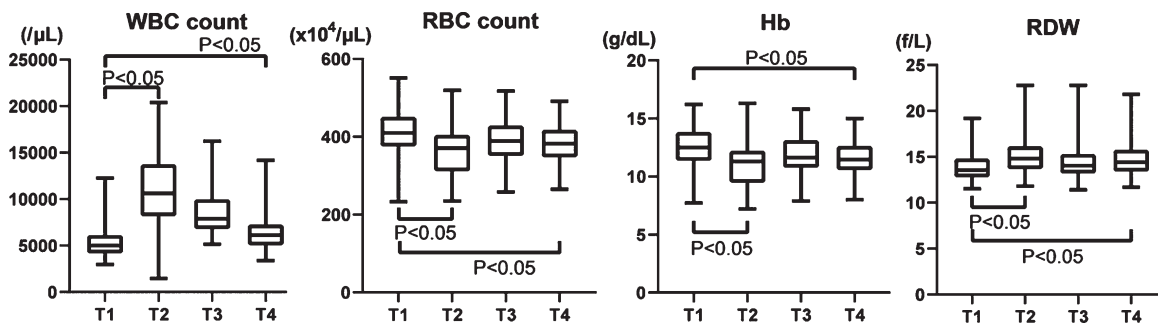 WBC count
(/μL)
25000
20000
15000
10000
5000
0
P<0.05
P<0.05
T1 T2 T3 T4
RBC count
(x10⁴/μL)
600
400
200
0
P<0.05
P<0.05
T1 T2 T3 T4
Hb
(g/dL)
20
15
10
5
0
P<0.05
P<0.05
T1 T2 T3 T4
RDW
(f/L)
25
20
15
10
5
0
P<0.05
P<0.05
T1 T2 T3 T4